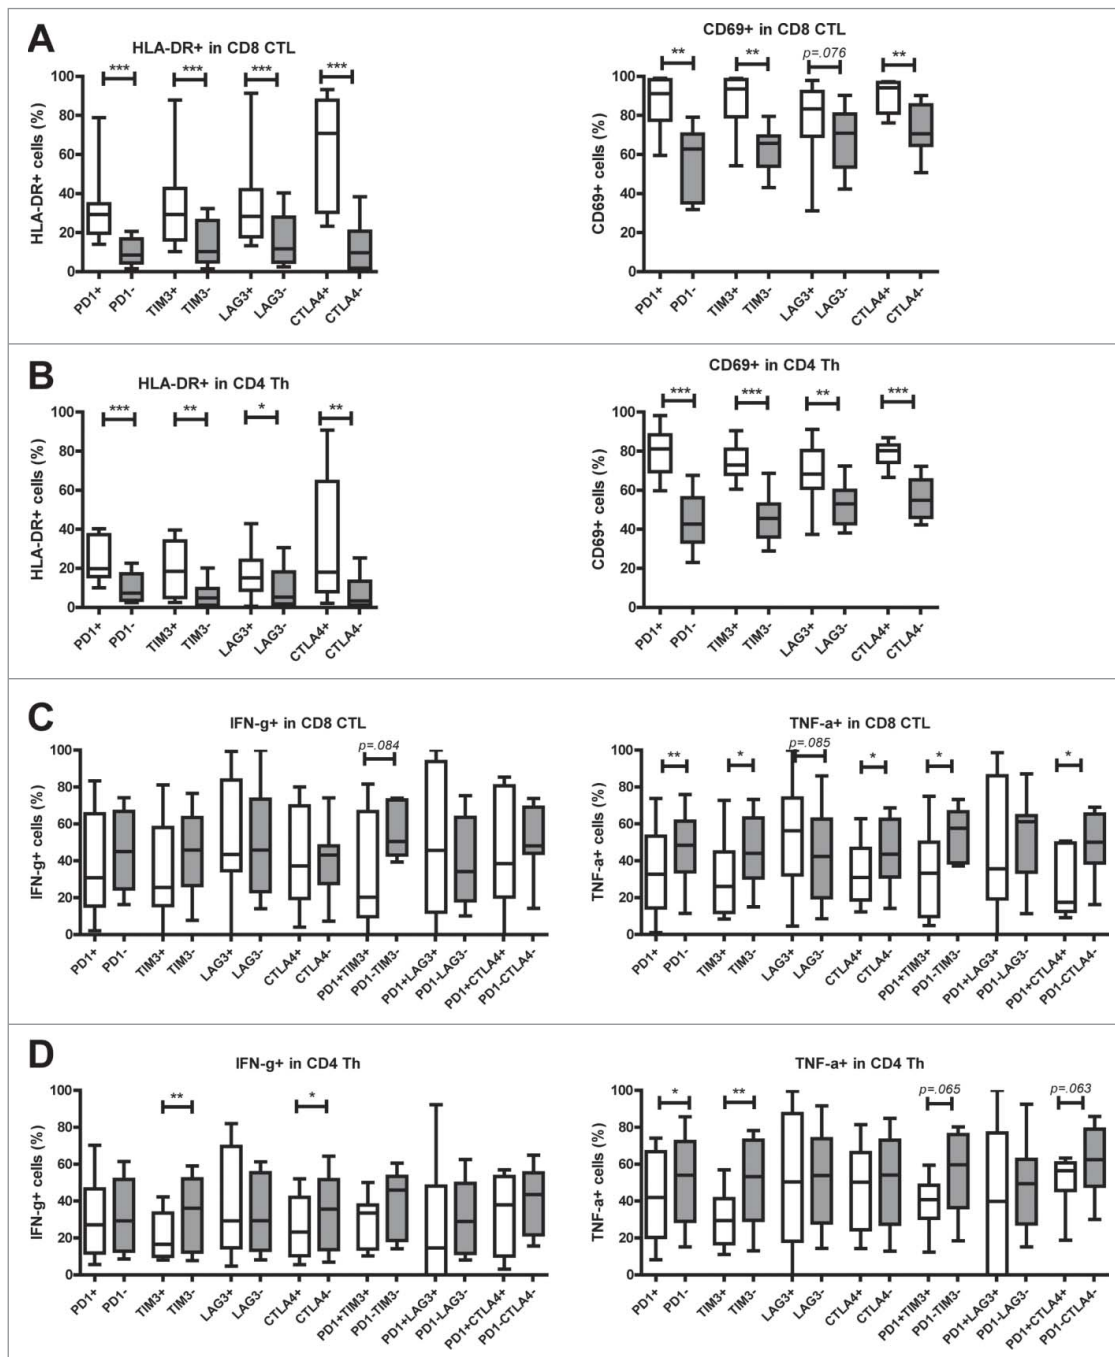 A
HLA-DR+ in CD8 CTL
*** *** *** ***
HLA-DR+ cells (%)
100
80
60
40
20
0
PD1+ PD1- TIM3+ TIM3- LAG3+ LAG3- CTLA4+ CTLA4-
CD69+ in CD8 CTL
** ** p=.076 **
CD69+ cells (%)
100
80
60
40
20
0
PD1+ PD1- TIM3+ TIM3- LAG3+ LAG3- CTLA4+ CTLA4-
B
HLA-DR+ in CD4 Th
*** ** * **
HLA-DR+ cells (%)
100
80
60
40
20
0
PD1+ PD1- TIM3+ TIM3- LAG3+ LAG3- CTLA4+ CTLA4-
CD69+ in CD4 Th
*** *** ** ***
CD69+ cells (%)
100
80
60
40
20
0
PD1+ PD1- TIM3+ TIM3- LAG3+ LAG3- CTLA4+ CTLA4-
C
IFN-g+ in CD8 CTL
p=.084
IFN-g+ cells (%)
100
80
60
40
20
0
PD1+ PD1- TIM3+ TIM3- LAG3+ LAG3- CTLA4+ CTLA4- PD1+TIM3+ PD1-TIM3- PD1+LAG3+ PD1-LAG3- PD1+CTLA4+ PD1-CTLA4-
TNF-a+ in CD8 CTL
** * p=.085 * * *
TNF-a+ cells (%)
100
80
60
40
20
0
PD1+ PD1- TIM3+ TIM3- LAG3+ LAG3- CTLA4+ CTLA4- PD1+TIM3+ PD1-TIM3- PD1+LAG3+ PD1-LAG3- PD1+CTLA4+ PD1-CTLA4-
D
IFN-g+ in CD4 Th
** *
IFN-g+ cells (%)
100
80
60
40
20
0
PD1+ PD1- TIM3+ TIM3- LAG3+ LAG3- CTLA4+ CTLA4- PD1+TIM3+ PD1-TIM3- PD1+LAG3+ PD1-LAG3- PD1+CTLA4+ PD1-CTLA4-
TNF-a+ in CD4 Th
* ** p=.065 p=.063
TNF-a+ cells (%)
100
80
60
40
20
0
PD1+ PD1- TIM3+ TIM3- LAG3+ LAG3- CTLA4+ CTLA4- PD1+TIM3+ PD1-TIM3- PD1+LAG3+ PD1-LAG3- PD1+CTLA4+ PD1-CTLA4-